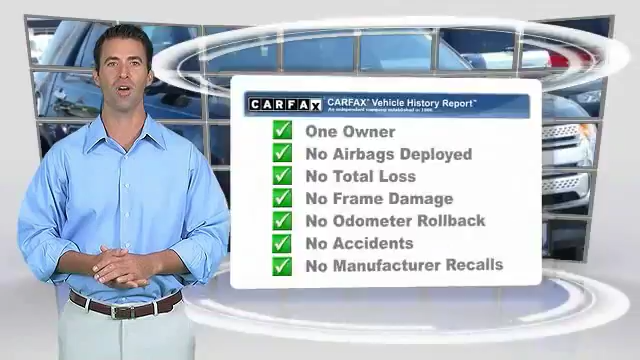 CARFAX CARFAX® Vehicle History Report™
An independent company established in 1986
One Owner
No Airbags Deployed
No Total Loss
No Frame Damage
No Odometer Rollback
No Accidents
No Manufacturer Recalls